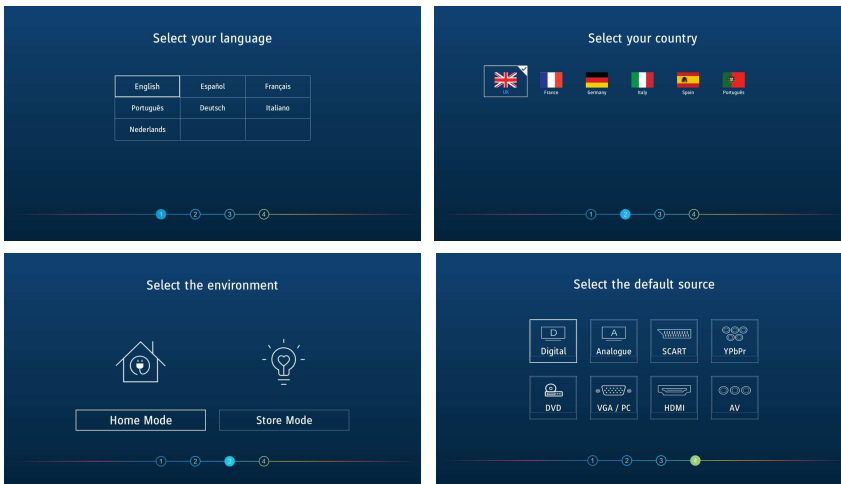 Select your language
English Español Français
Português Deutsch Italiano
Nederlands
1 2 3 4
Select your country
UK France Germany Italy Spain Português
1 2 3 4
Select the environment
Home Mode Store Mode
1 2 3 4
Select the default source
D A
Digital Analogue SCART YPbPr
DVD VGA / PC HDMI AV
1 2 3 4